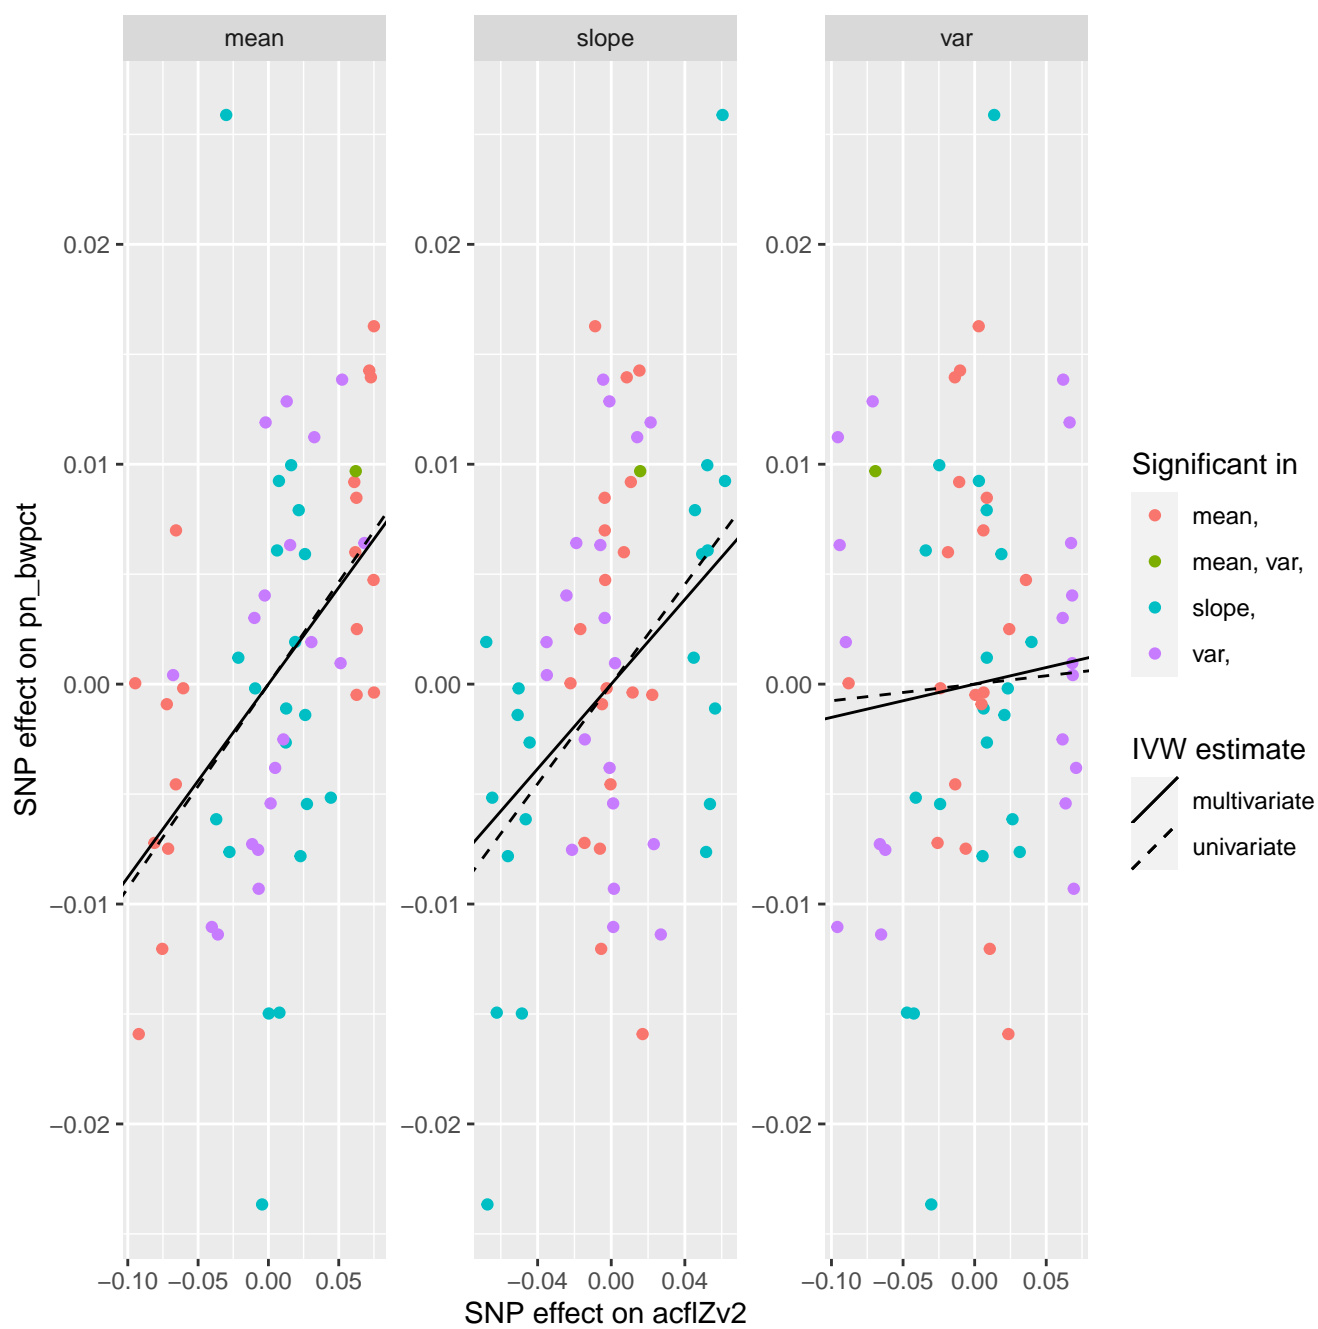 mean slope var
SNP effect on pn_bwpct
0.02 0.02 0.02
0.01 0.01 0.01
0.00 0.00 0.00
−0.01 −0.01 −0.01
−0.02 −0.02 −0.02
−0.10 −0.05 0.00 0.05 −0.04 0.00 0.04 −0.10 −0.05 0.00 0.05
SNP effect on acflZv2
Significant in
mean,
mean, var,
slope,
var,
IVW estimate
multivariate
univariate